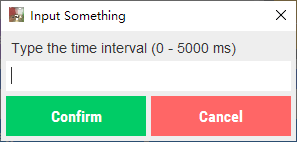 Input Something
Type the time interval (0 - 5000 ms)
Confirm
Cancel